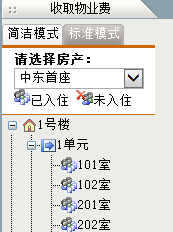 收取物业费
简洁模式 标准模式
请选择房产：
中东首座
已入住 未入住
1号楼
1单元
101室
102室
201室
202室